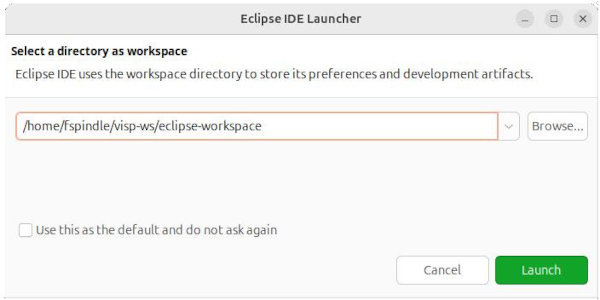 Eclipse IDE Launcher
Select a directory as workspace
Eclipse IDE uses the workspace directory to store its preferences and development artifacts.
/home/fspindle/visp-ws/eclipse-workspace
Browse...
Use this as the default and do not ask again
Cancel
Launch